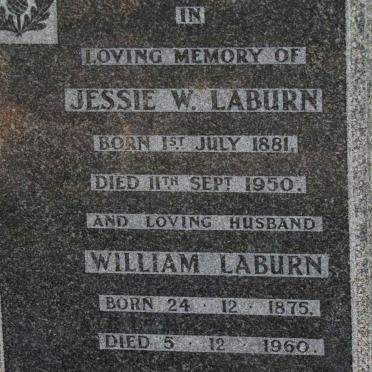 IN
LOVING MEMORY OF
JESSIE W. LABURN
BORN 1ST JULY 1881.
DIED 11TH SEPT 1950.
AND LOVING HUSBAND
WILLIAM LABURN
BORN 24 · 12 · 1875.
DIED 5 · 12 · 1960.